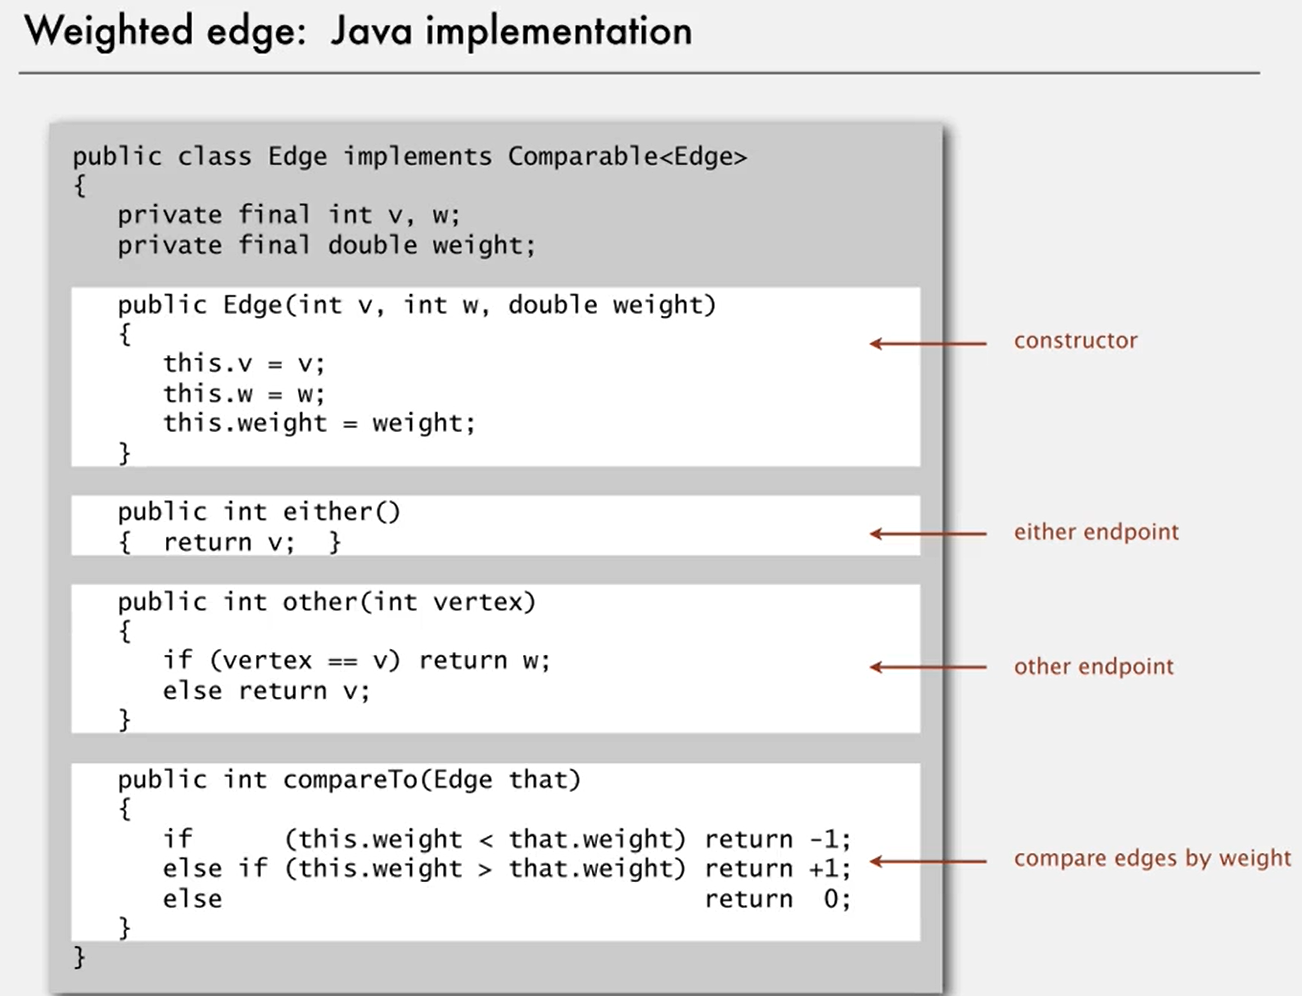 Weighted edge: Java implementation
public class Edge implements Comparable<Edge>
{
   private final int v, w;
   private final double weight;
   public Edge(int v, int w, double weight)
   {
      this.v = v;
      this.w = w;
      this.weight = weight;
   }
constructor
   public int either()
   {  return v;  }
either endpoint
   public int other(int vertex)
   {
      if (vertex == v) return w;
      else return v;
   }
other endpoint
   public int compareTo(Edge that)
   {
      if      (this.weight < that.weight) return -1;
      else if (this.weight > that.weight) return +1;
      else                                return  0;
   }
compare edges by weight
}